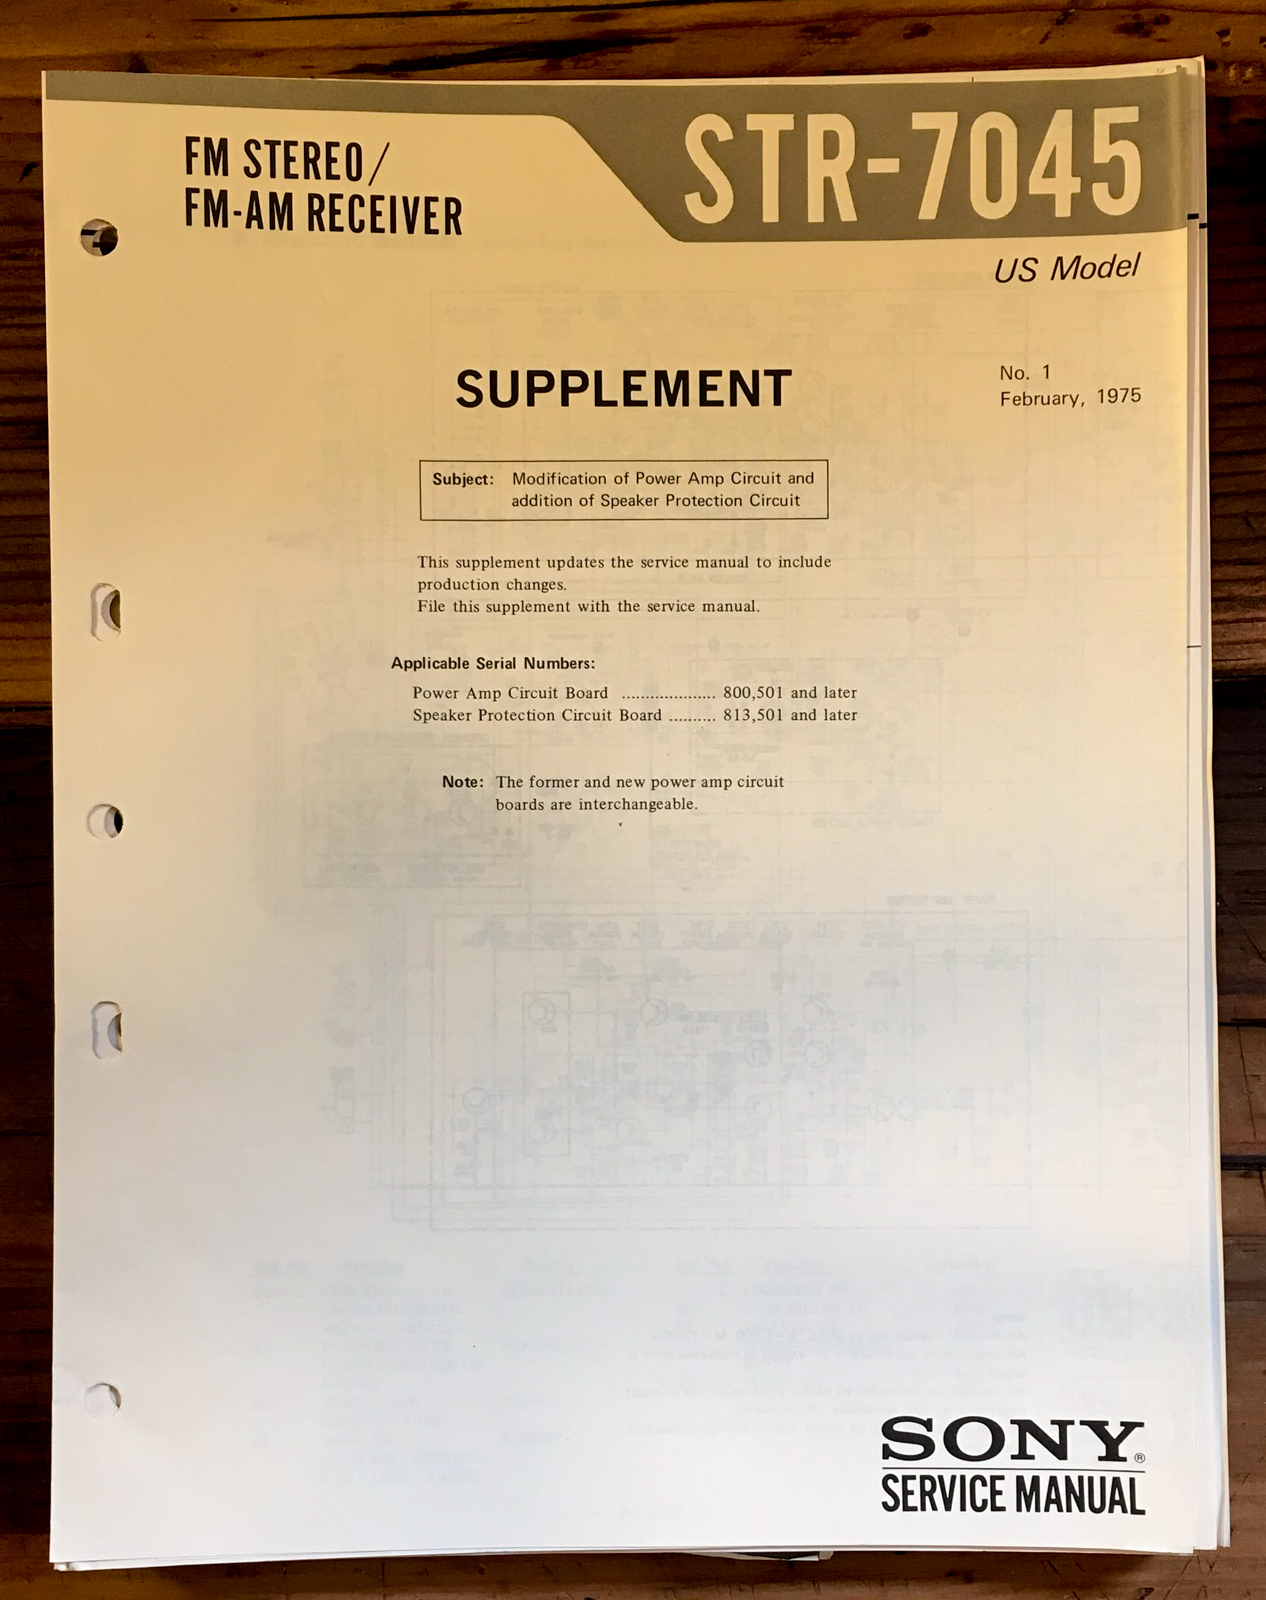 FM STEREO/
FM-AM RECEIVER
STR-7045
US Model
SUPPLEMENT
No. 1
February, 1975
Subject: Modification of Power Amp Circuit and
addition of Speaker Protection Circuit
This supplement updates the service manual to include
production changes.
File this supplement with the service manual.
Applicable Serial Numbers:
Power Amp Circuit Board ................... 800,501 and later
Speaker Protection Circuit Board .......... 813,501 and later
Note: The former and new power amp circuit
boards are interchangeable.
SONY®
SERVICE MANUAL